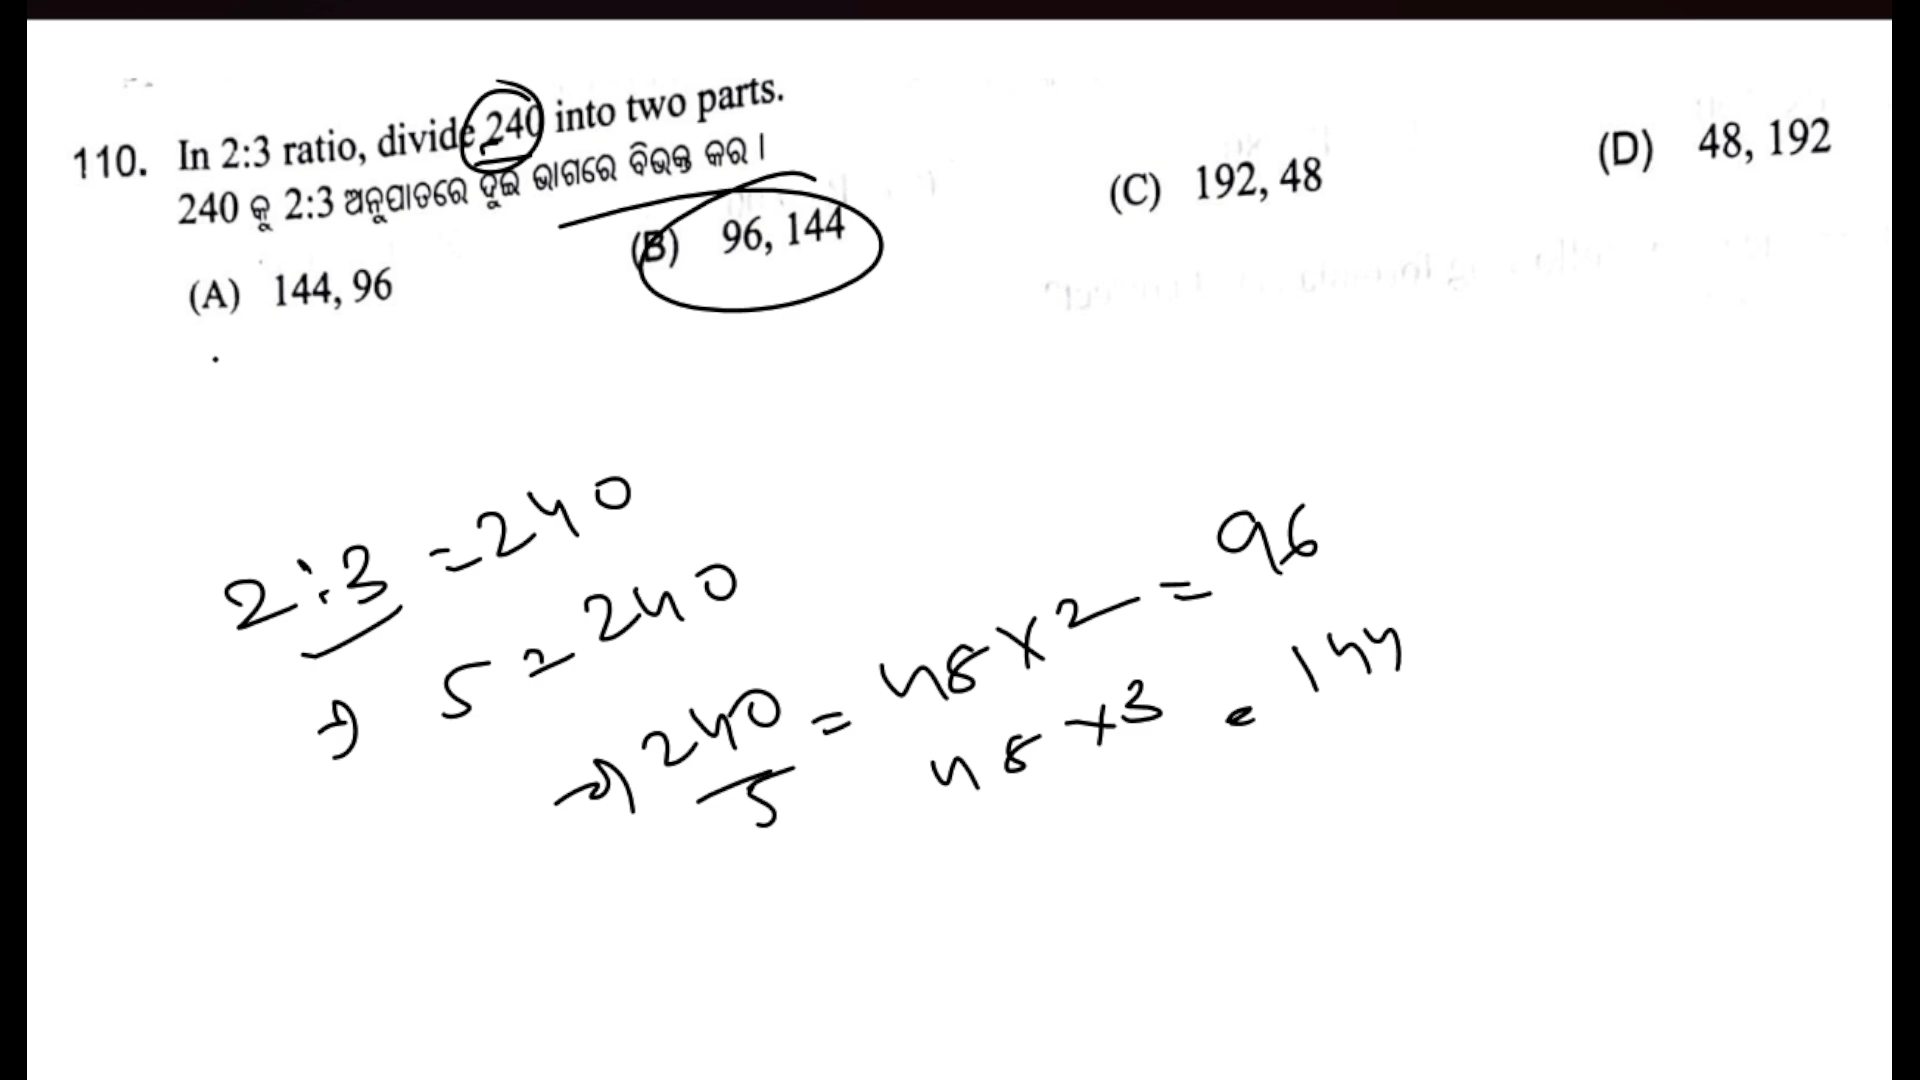 110. In 2:3 ratio, divide 240 into two parts.
240 କୁ 2:3 ଅନୁପାତରେ ଦୁଇ ଭାଗରେ ବିଭକ୍ତ କର ।
(A) 144, 96 (B) 96, 144 (C) 192, 48 (D) 48, 192
2:3 = 240
⇒ 5 = 240
⇒ 240/5 = 48 × 2 = 96
48 × 3 = 144